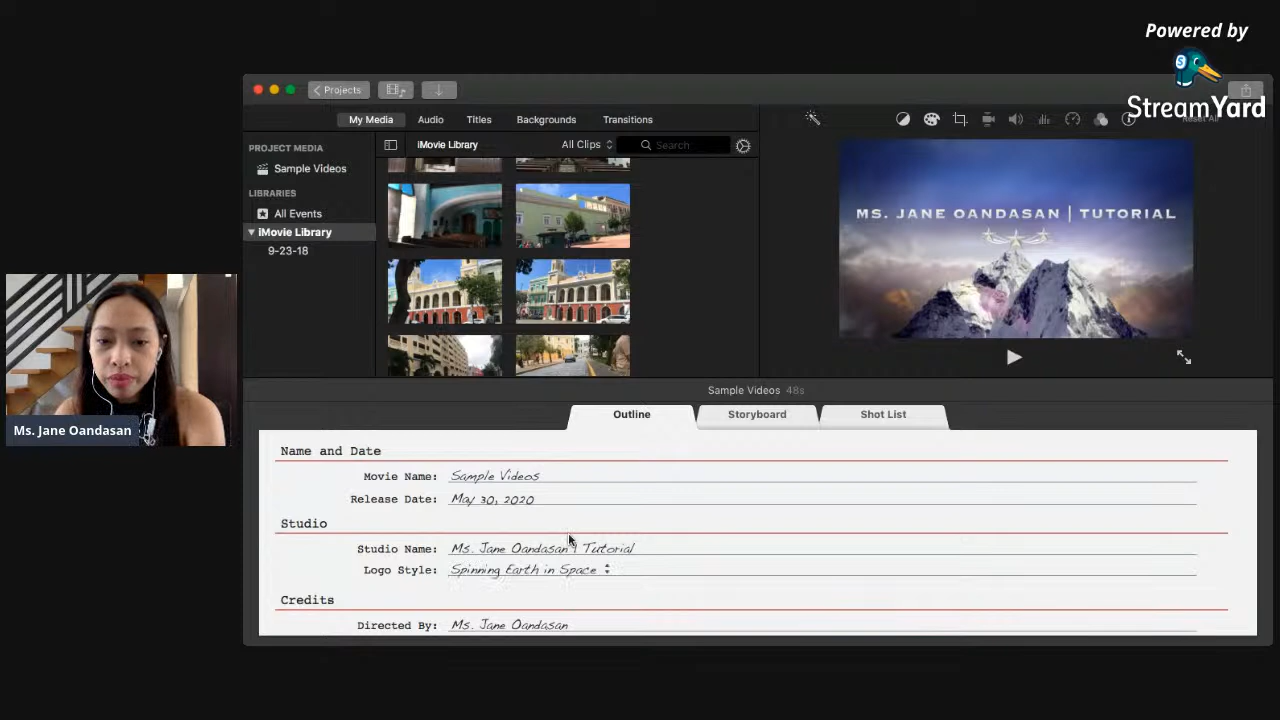 Powered by
StreamYard
Projects
My Media Audio Titles Backgrounds Transitions
Reset All
PROJECT MEDIA
Sample Videos
LIBRARIES
All Events
iMovie Library
9-23-18
iMovie Library All Clips Search
MS. JANE OANDASAN | TUTORIAL
Ms. Jane Oandasan
Sample Videos 48s
Outline Storyboard Shot List
Name and Date
Movie Name: Sample Videos
Release Date: May 30, 2020
Studio
Studio Name: Ms. Jane Oandasan | Tutorial
Logo Style: Spinning Earth in Space
Credits
Directed By: Ms. Jane Oandasan